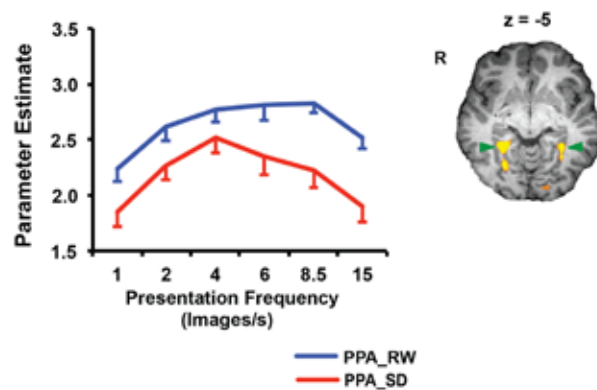 z = -5
R
Parameter Estimate
3.5
3.0
2.5
2.0
1.5
1 2 4 6 8.5 15
Presentation Frequency
(Images/s)
PPA_RW
PPA_SD